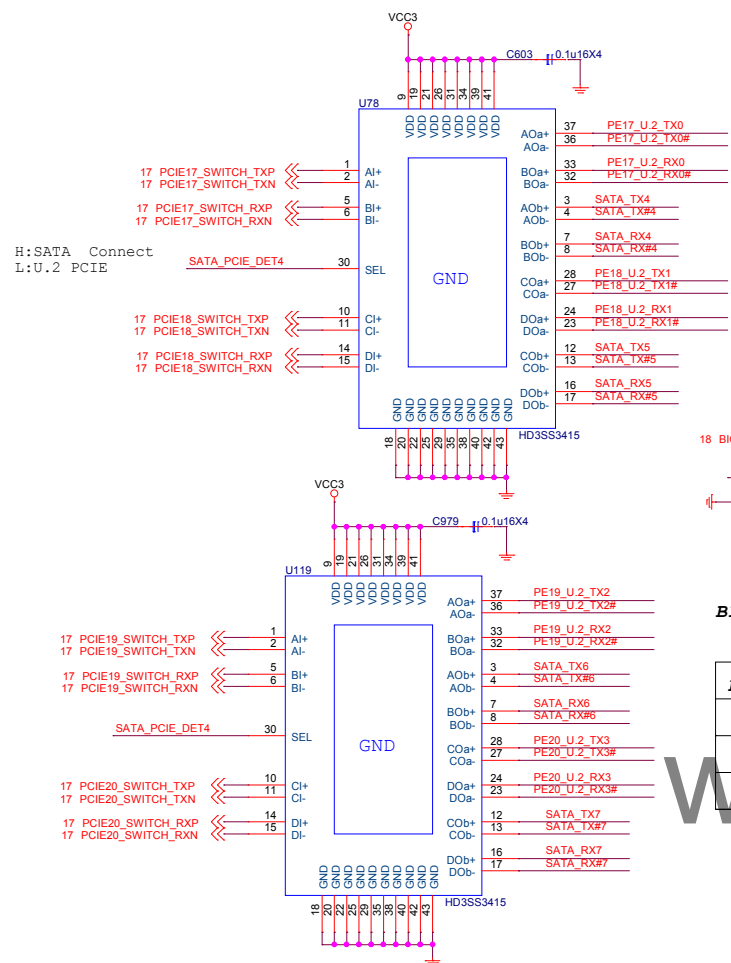 VCC3
C603 0.1u16X4
9 19 21 26 31 34 39 41
U78
VDD VDD VDD VDD VDD VDD VDD VDD
AOa+ 37 PE17_U.2_TX0
AOa- 36 PE17_U.2_TX0#
17 PCIE17_SWITCH_TXP 1 AI+
17 PCIE17_SWITCH_TXN 2 AI-
BOa+ 33 PE17_U.2_RX0
BOa- 32 PE17_U.2_RX0#
17 PCIE17_SWITCH_RXP 5 BI+
17 PCIE17_SWITCH_RXN 6 BI-
AOb+ 3 SATA_TX4
AOb- 4 SATA_TX#4
BOb+ 7 SATA_RX4
BOb- 8 SATA_RX#4
H:SATA Connect
L:U.2 PCIE
SATA_PCIE_DET4 30 SEL
GND
COa+ 28 PE18_U.2_TX1
COa- 27 PE18_U.2_TX1#
17 PCIE18_SWITCH_TXP 10 CI+
17 PCIE18_SWITCH_TXN 11 CI-
DOa+ 24 PE18_U.2_RX1
DOa- 23 PE18_U.2_RX1#
17 PCIE18_SWITCH_RXP 14 DI+
17 PCIE18_SWITCH_RXN 15 DI-
COb+ 12 SATA_TX5
COb- 13 SATA_TX#5
DOb+ 16 SATA_RX5
DOb- 17 SATA_RX#5
GND GND GND GND GND GND GND GND GND GND
HD3SS3415
18 20 22 25 29 35 38 40 42 43
18 BI
VCC3
C979 0.1u16X4
9 19 21 26 31 34 39 41
U119
VDD VDD VDD VDD VDD VDD VDD VDD
AOa+ 37 PE19_U.2_TX2
AOa- 36 PE19_U.2_TX2#
17 PCIE19_SWITCH_TXP 1 AI+
17 PCIE19_SWITCH_TXN 2 AI-
BOa+ 33 PE19_U.2_RX2
BOa- 32 PE19_U.2_RX2#
17 PCIE19_SWITCH_RXP 5 BI+
17 PCIE19_SWITCH_RXN 6 BI-
AOb+ 3 SATA_TX6
AOb- 4 SATA_TX#6
BOb+ 7 SATA_RX6
BOb- 8 SATA_RX#6
SATA_PCIE_DET4 30 SEL
GND
COa+ 28 PE20_U.2_TX3
COa- 27 PE20_U.2_TX3#
17 PCIE20_SWITCH_TXP 10 CI+
17 PCIE20_SWITCH_TXN 11 CI-
DOa+ 24 PE20_U.2_RX3
DOa- 23 PE20_U.2_RX3#
17 PCIE20_SWITCH_RXP 14 DI+
17 PCIE20_SWITCH_RXN 15 DI-
COb+ 12 SATA_TX7
COb- 13 SATA_TX#7
DOb+ 16 SATA_RX7
DOb- 17 SATA_RX#7
GND GND GND GND GND GND GND GND GND GND
HD3SS3415
18 20 22 25 29 35 38 40 42 43
W